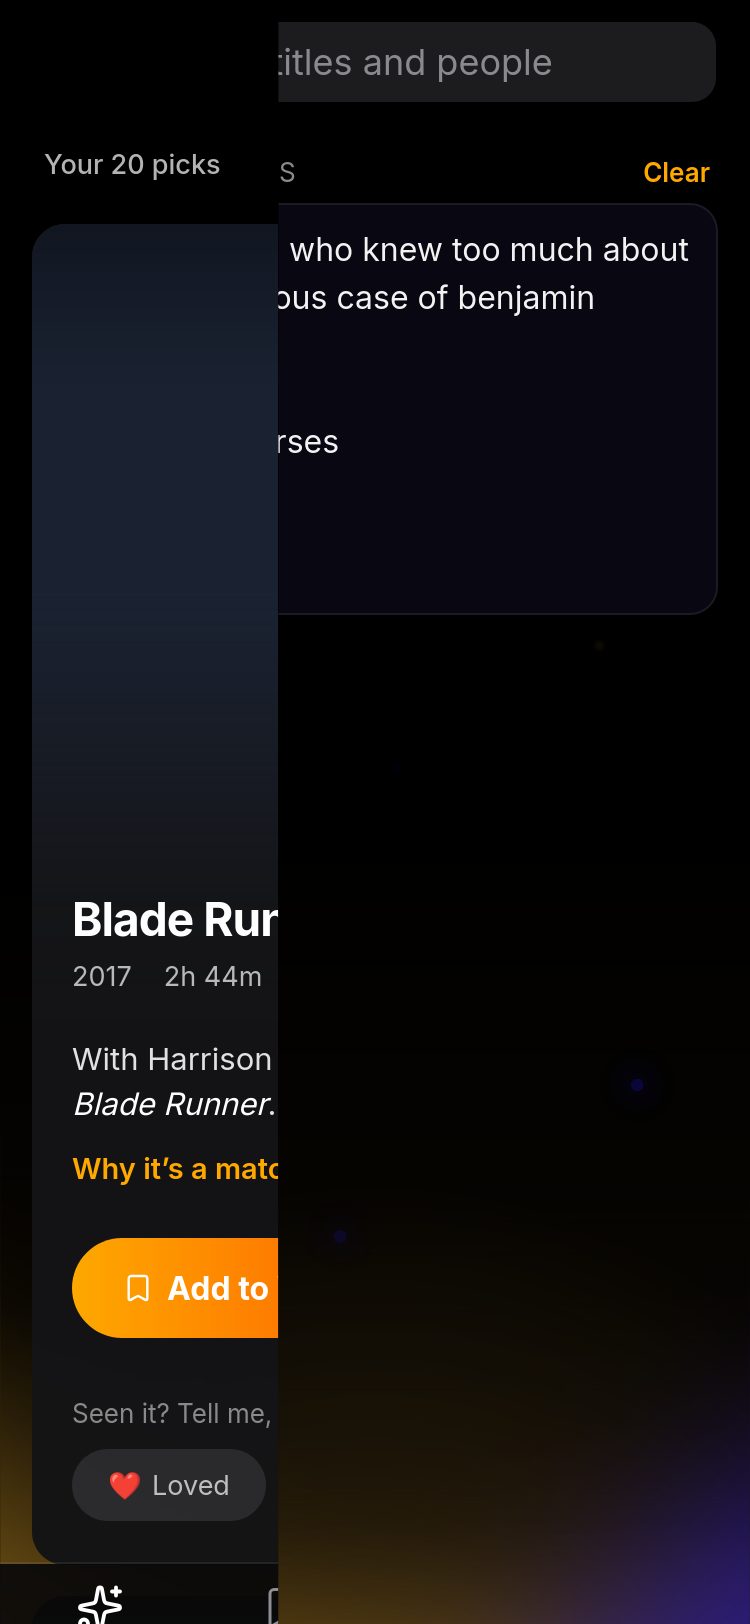 titles and people
Your 20 picks
S
Clear
who knew too much about
ous case of benjamin
rses
Blade Run
2017 2h 44m
With Harrison
Blade Runner.
Why it’s a matc
Add to
Seen it? Tell me,
❤️ Loved